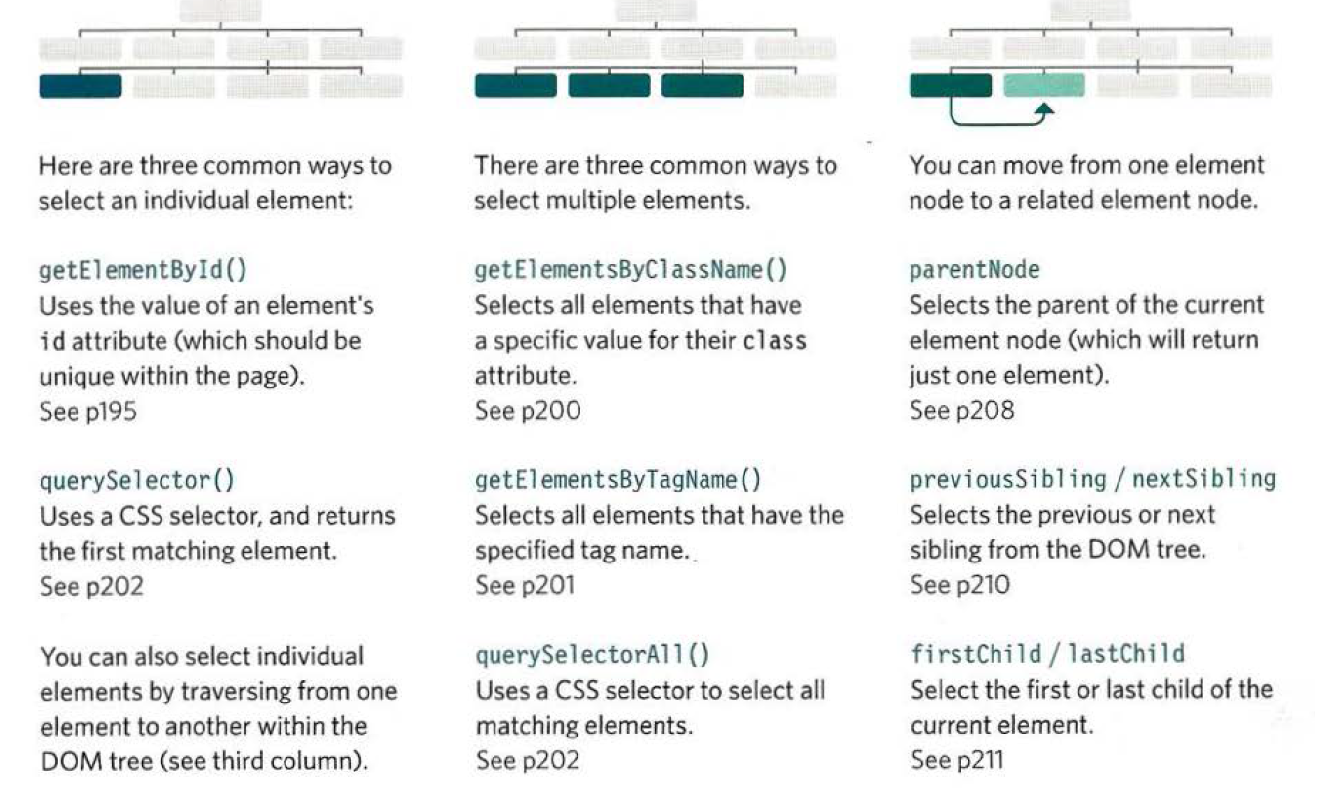 Here are three common ways to
select an individual element:
getElementById()
Uses the value of an element's
id attribute (which should be
unique within the page).
See p195
querySelector()
Uses a CSS selector, and returns
the first matching element.
See p202
You can also select individual
elements by traversing from one
element to another within the
DOM tree (see third column).
There are three common ways to
select multiple elements.
getElementsByClassName()
Selects all elements that have
a specific value for their class
attribute.
See p200
getElementsByTagName()
Selects all elements that have the
specified tag name.
See p201
querySelectorAll()
Uses a CSS selector to select all
matching elements.
See p202
You can move from one element
node to a related element node.
parentNode
Selects the parent of the current
element node (which will return
just one element).
See p208
previousSibling / nextSibling
Selects the previous or next
sibling from the DOM tree.
See p210
firstChild / lastChild
Select the first or last child of the
current element.
See p211